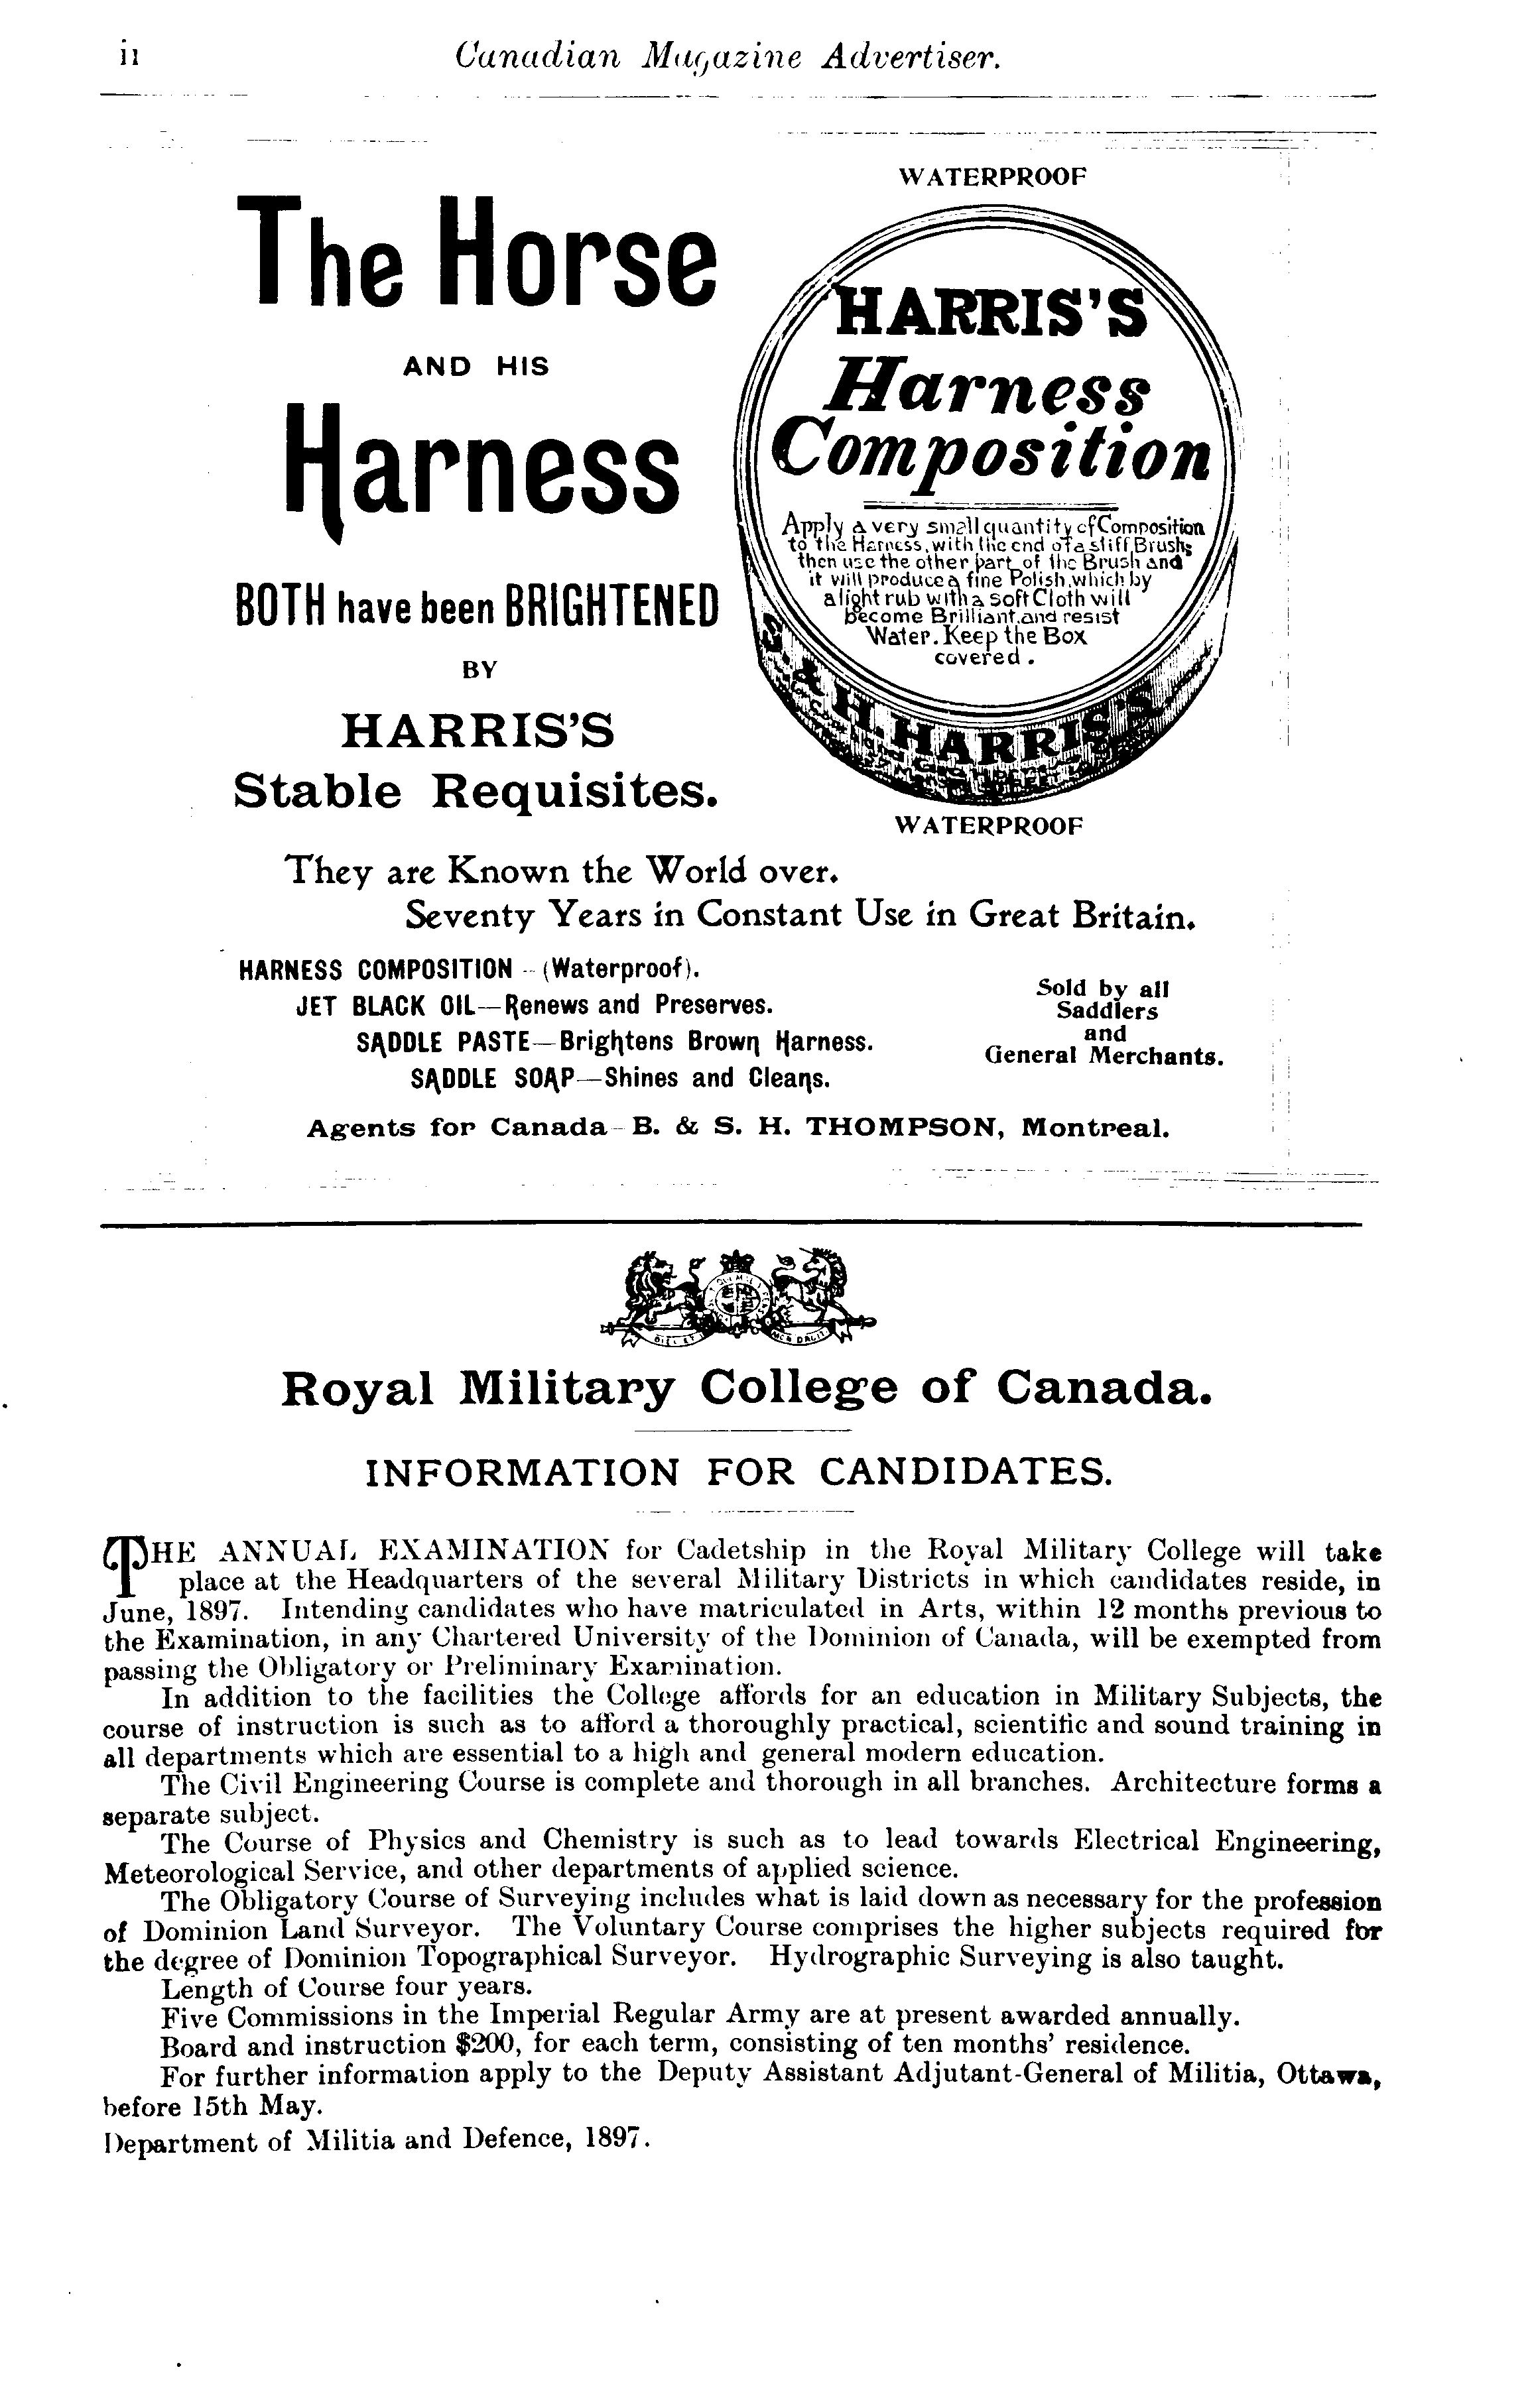 ii
Canadian Magazine Advertiser.
The Horse
AND HIS
Harness
BOTH have been BRIGHTENED
BY
HARRIS'S
Stable Requisites.
WATERPROOF
HARRIS'S
Harness
Composition
Apply a very small quantity of Composition
to the Harness, with the end of a stiff Brush;
then use the other part of the Brush and
it will produce a fine Polish, which by
a light rub with a soft Cloth will
become Brilliant, and resist
Water. Keep the Box
covered.
S. & H. HARRIS'S
WATERPROOF
They are Known the World over.
Seventy Years in Constant Use in Great Britain.
HARNESS COMPOSITION - (Waterproof).
JET BLACK OIL—Renews and Preserves.
SADDLE PASTE—Brightens Brown Harness.
SADDLE SOAP—Shines and Cleans.
Sold by all
Saddlers
and
General Merchants.
Agents for Canada - B. & S. H. THOMPSON, Montreal.
Royal Military College of Canada.
INFORMATION FOR CANDIDATES.
THE ANNUAL EXAMINATION for Cadetship in the Royal Military College will take
place at the Headquarters of the several Military Districts in which candidates reside, in
June, 1897. Intending candidates who have matriculated in Arts, within 12 months previous to
the Examination, in any Chartered University of the Dominion of Canada, will be exempted from
passing the Obligatory or Preliminary Examination.
In addition to the facilities the College affords for an education in Military Subjects, the
course of instruction is such as to afford a thoroughly practical, scientific and sound training in
all departments which are essential to a high and general modern education.
The Civil Engineering Course is complete and thorough in all branches. Architecture forms a
separate subject.
The Course of Physics and Chemistry is such as to lead towards Electrical Engineering,
Meteorological Service, and other departments of applied science.
The Obligatory Course of Surveying includes what is laid down as necessary for the profession
of Dominion Land Surveyor. The Voluntary Course comprises the higher subjects required for
the degree of Dominion Topographical Surveyor. Hydrographic Surveying is also taught.
Length of Course four years.
Five Commissions in the Imperial Regular Army are at present awarded annually.
Board and instruction $200, for each term, consisting of ten months' residence.
For further information apply to the Deputy Assistant Adjutant-General of Militia, Ottawa,
before 15th May.
Department of Militia and Defence, 1897.